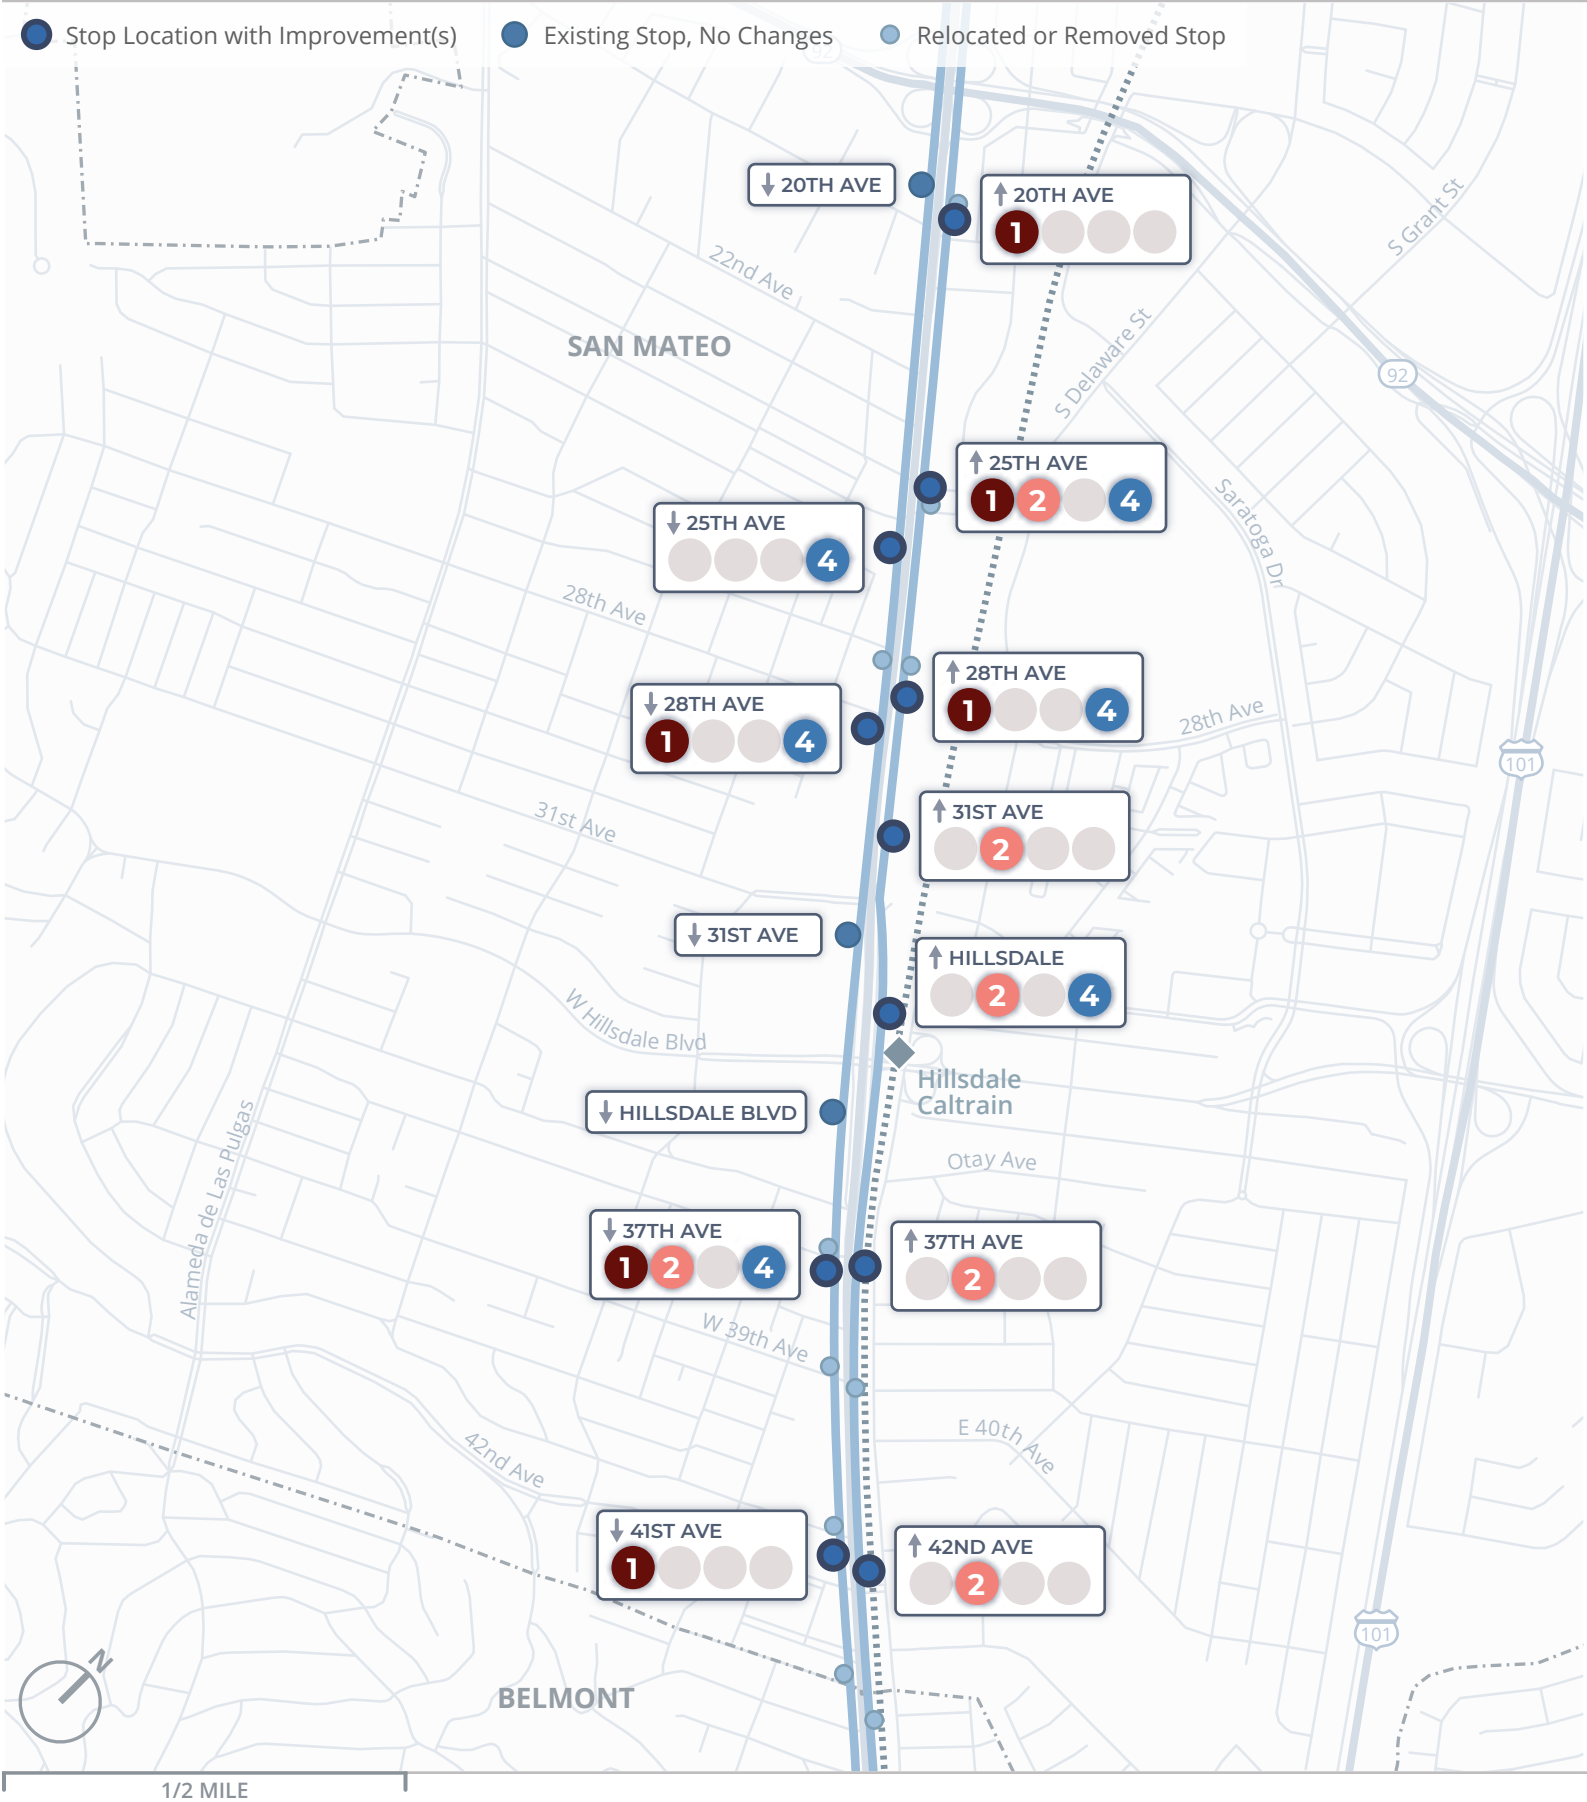 Stop Location with Improvement(s)
Existing Stop, No Changes
Relocated or Removed Stop
92
↓ 20TH AVE
↑ 20TH AVE
1
S Grant St
22nd Ave
SAN MATEO
S Delaware St
92
↑ 25TH AVE
1 2 4
Saratoga Dr
↓ 25TH AVE
4
28th Ave
↑ 28TH AVE
1 4
↓ 28TH AVE
1 4
28th Ave
101
31st Ave
↑ 31ST AVE
2
↓ 31ST AVE
↑ HILLSDALE
2 4
W Hillsdale Blvd
Hillsdale
Caltrain
↓ HILLSDALE BLVD
Alameda de Las Pulgas
Otay Ave
↓ 37TH AVE
1 2 4
↑ 37TH AVE
2
W 39th Ave
E 40th Ave
42nd Ave
↓ 41ST AVE
1
↑ 42ND AVE
2
101
N
BELMONT
1/2 MILE